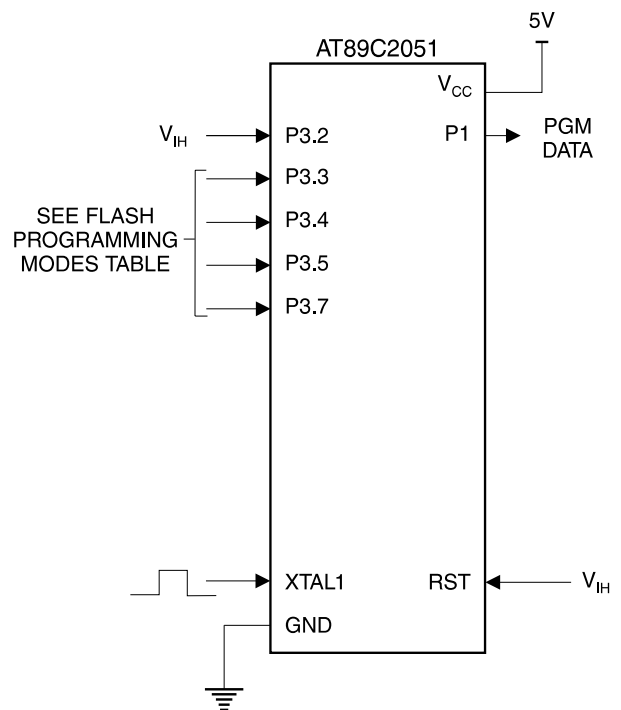 5V
AT89C2051
V_CC
V_IH
P3.2
P1
PGM
DATA
P3.3
SEE FLASH
PROGRAMMING
MODES TABLE
P3.4
P3.5
P3.7
XTAL1
RST
V_IH
GND